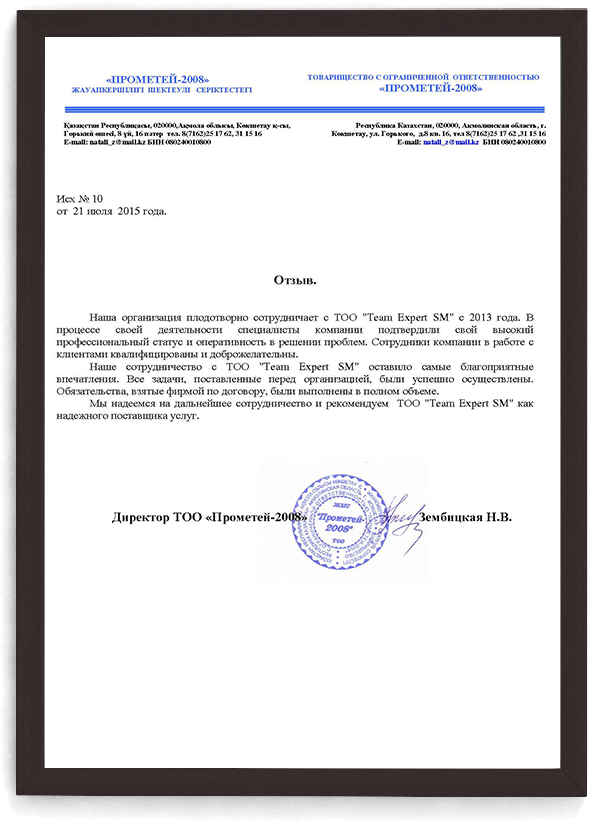 «ПРОМЕТЕЙ-2008»
ЖАУАПКЕРШІЛІГІ ШЕКТЕУЛІ СЕРІКТЕСТЕГІ
ТОВАРИЩЕСТВО С ОГРАНИЧЕННОЙ ОТВЕТСТВЕННОСТЬЮ
«ПРОМЕТЕЙ-2008»
Қазақстан Республиқасы, 020000,Ақмола облысы, Кокшетау қ-сы,
Горький ошесі, 8 үй, 16 пәтер тел. 8(7162)25 17 62, 31 15 16
E-mail: natali_z@mail.kz БИН 080240010800
Республика Казахстан, 020000, Акмолинская область, г.
Кокшетау, ул. Горького, д.8 кв. 16, тел 8(7162)25 17 62 ,31 15 16
E-mail: natali_z@mail.kz БИН 080240010800
Исх № 10
от 21 июля 2015 года.
Отзыв.
Наша организация плодотворно сотрудничает с ТОО "Team Expert SM" с 2013 года. В
процессе своей деятельности специалисты компании подтвердили свой высокий
профессиональный статус и оперативность в решении проблем. Сотрудники компании в работе с
клиентами квалифицированы и доброжелательны.
Наше сотрудничество с ТОО "Team Expert SM" оставило самые благоприятные
впечатления. Все задачи, поставленные перед организацией, были успешно осуществлены.
Обязательства, взятые фирмой по договору, были выполнены в полном объеме.
Мы надеемся на дальнейшее сотрудничество и рекомендуем ТОО "Team Expert SM" как
надежного поставщика услуг.
Директор ТОО «Прометей-2008»
Зембицкая Н.В.
ЖШС
"Прометей-
2008"
ТОО